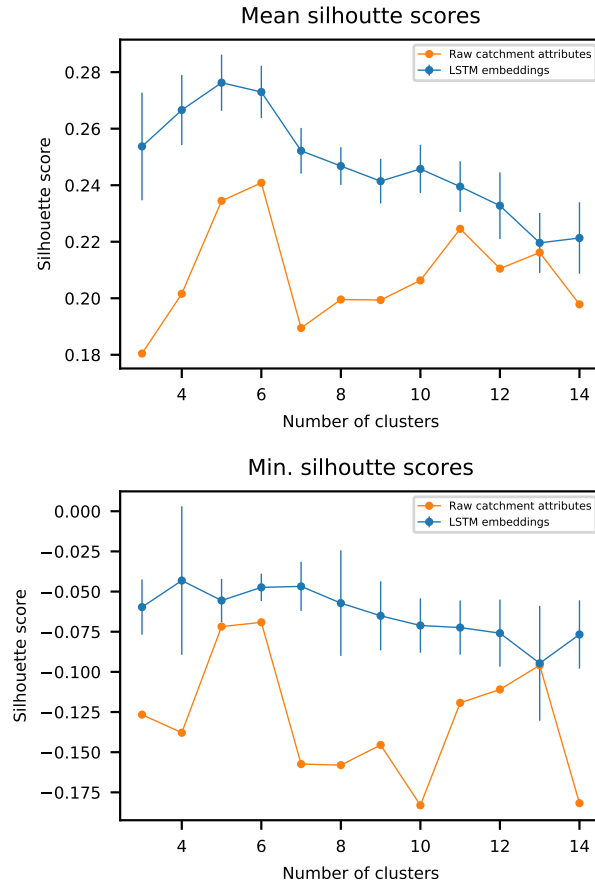 Mean silhoutte scores
Raw catchment attributes
LSTM embeddings
0.28
0.26
0.24
0.22
0.20
0.18
Silhouette score
4 6 8 10 12 14
Number of clusters
Min. silhoutte scores
Raw catchment attributes
LSTM embeddings
0.000
−0.025
−0.050
−0.075
−0.100
−0.125
−0.150
−0.175
Silhouette score
4 6 8 10 12 14
Number of clusters